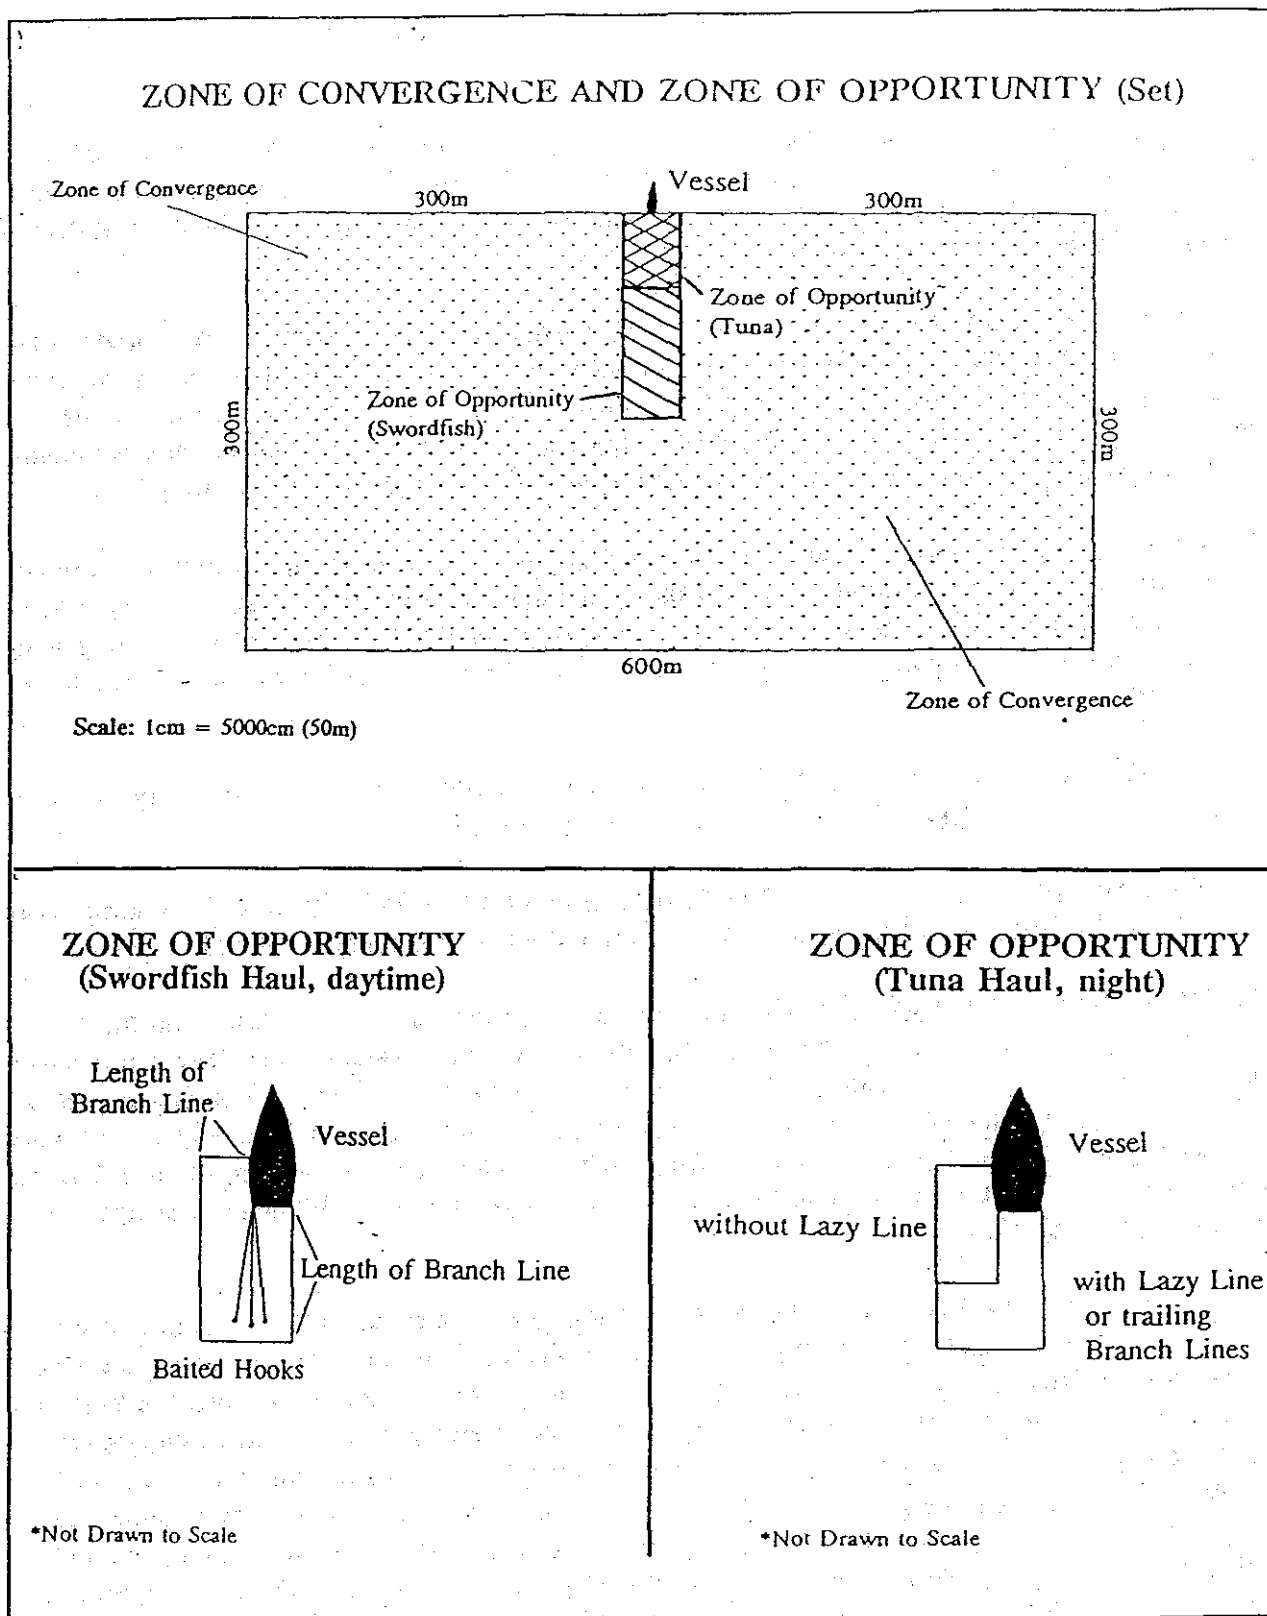 ZONE OF CONVERGENCE AND ZONE OF OPPORTUNITY (Set)
Zone of Convergence
300m
Vessel
300m
Zone of Opportunity
(Tuna)
Zone of Opportunity
(Swordfish)
300m
300m
600m
Zone of Convergence
Scale: 1cm = 5000cm (50m)
ZONE OF OPPORTUNITY
(Swordfish Haul, daytime)
Length of
Branch Line
Vessel
Length of Branch Line
Baited Hooks
*Not Drawn to Scale
ZONE OF OPPORTUNITY
(Tuna Haul, night)
Vessel
without Lazy Line
with Lazy Line
or trailing
Branch Lines
*Not Drawn to Scale